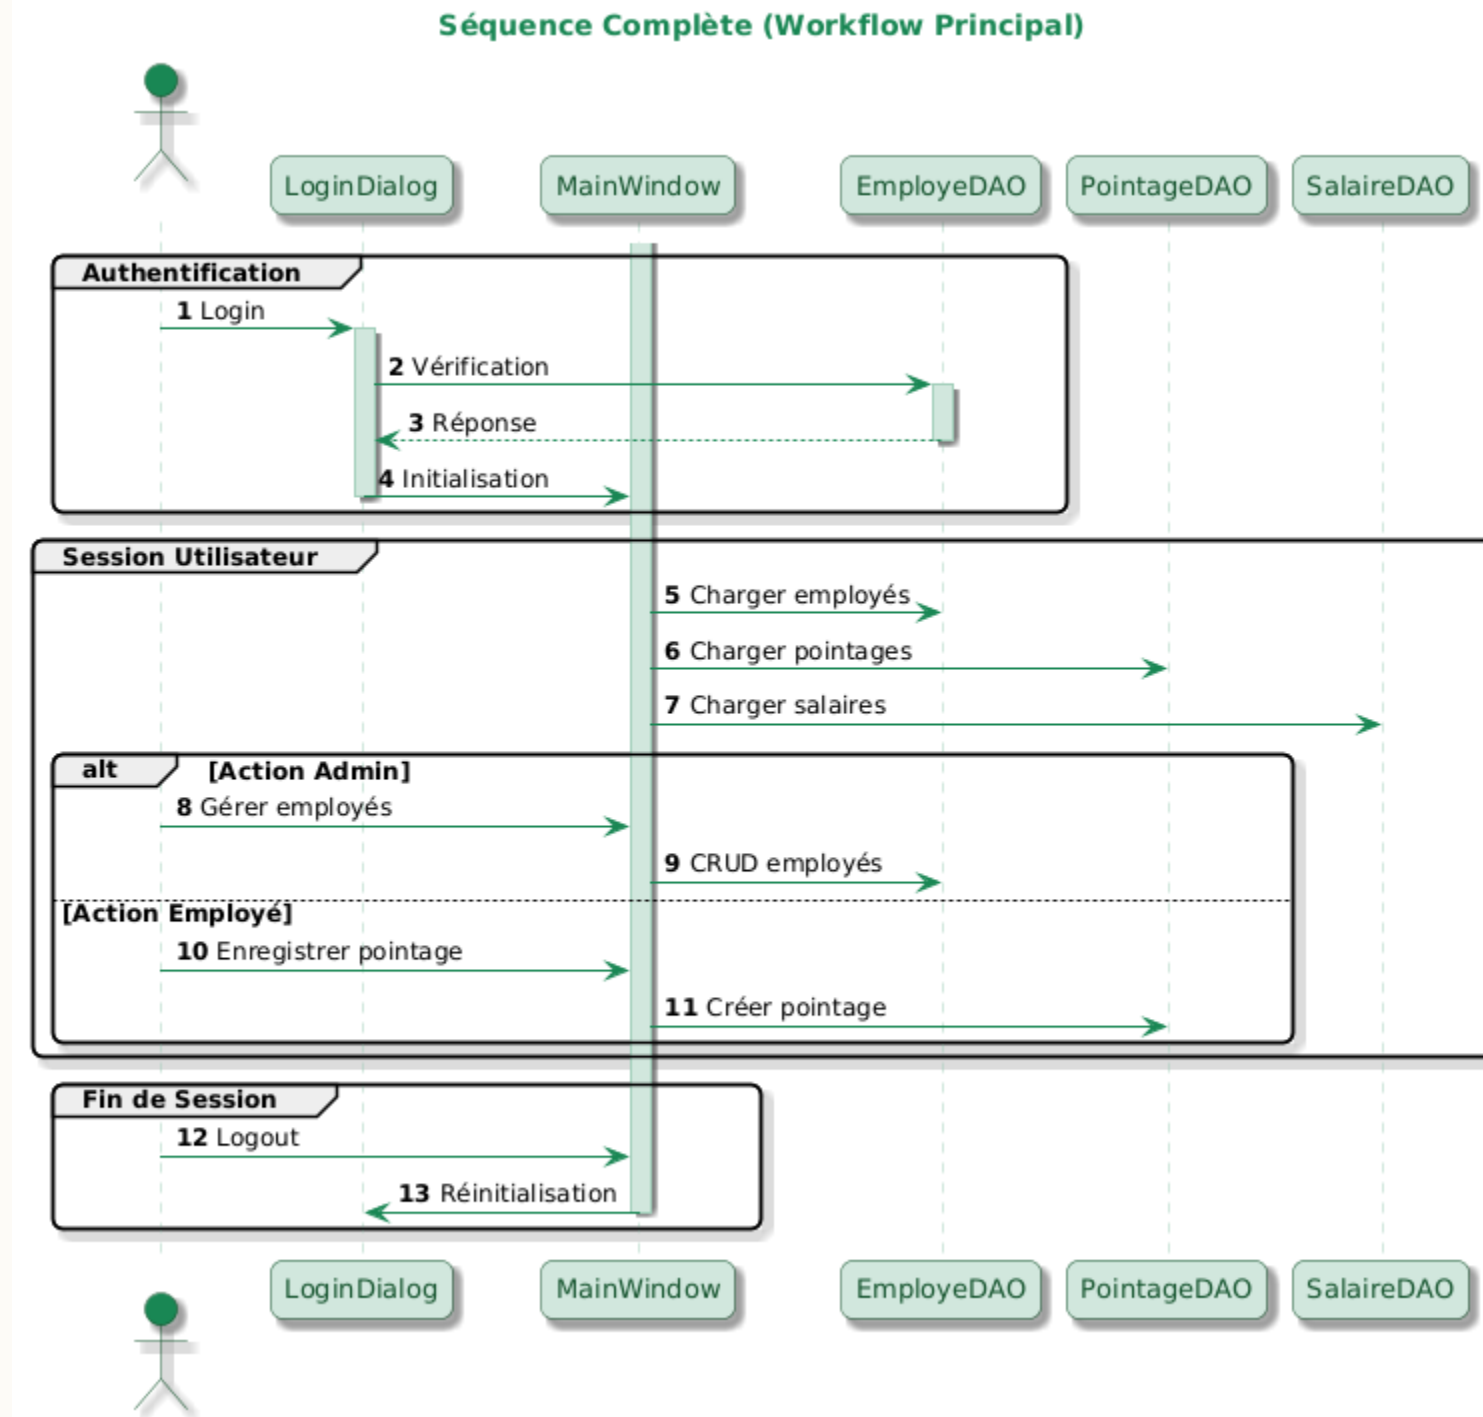 Séquence Complète (Workflow Principal)
LoginDialog MainWindow EmployeDAO PointageDAO SalaireDAO
Authentification
1 Login
2 Vérification
3 Réponse
4 Initialisation
Session Utilisateur
5 Charger employés
6 Charger pointages
7 Charger salaires
alt [Action Admin]
8 Gérer employés
9 CRUD employés
[Action Employé]
10 Enregistrer pointage
11 Créer pointage
Fin de Session
12 Logout
13 Réinitialisation
LoginDialog MainWindow EmployeDAO PointageDAO SalaireDAO